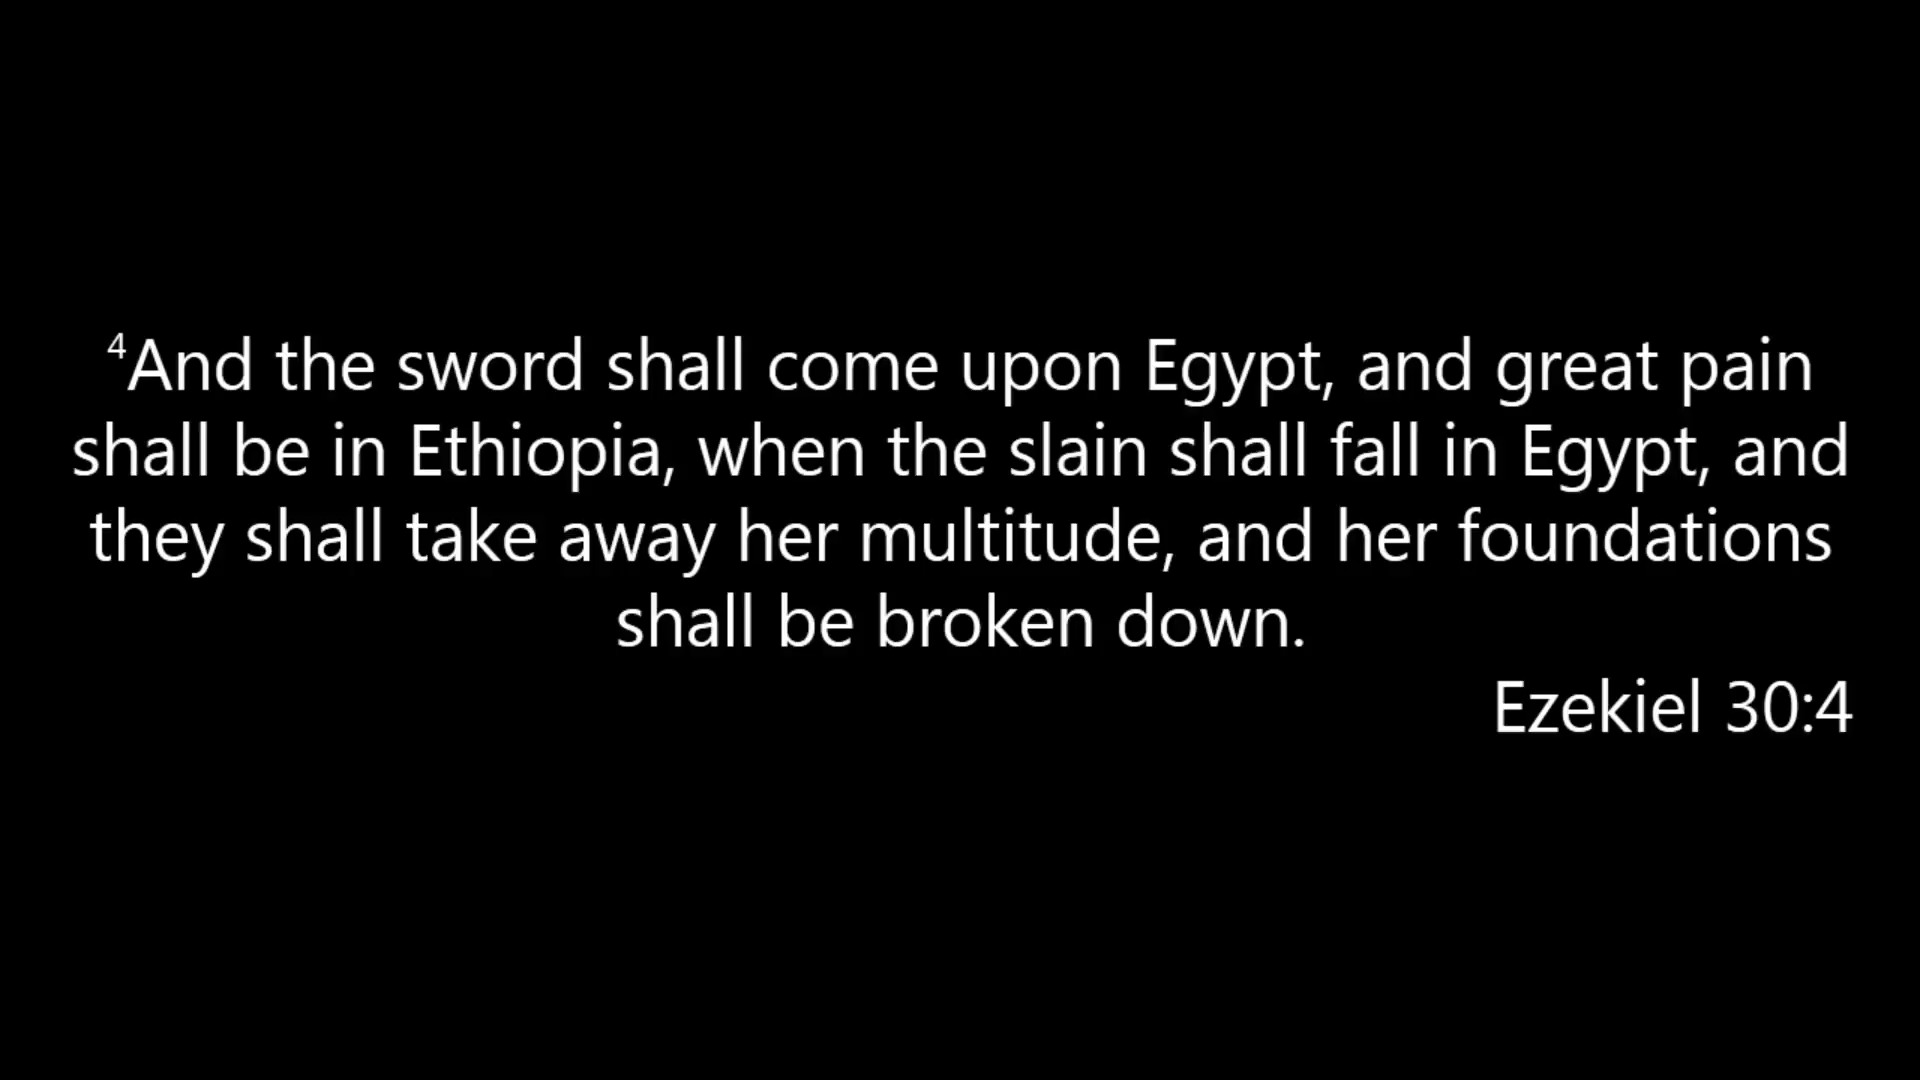 ⁴And the sword shall come upon Egypt, and great pain
shall be in Ethiopia, when the slain shall fall in Egypt, and
they shall take away her multitude, and her foundations
shall be broken down.
Ezekiel 30:4